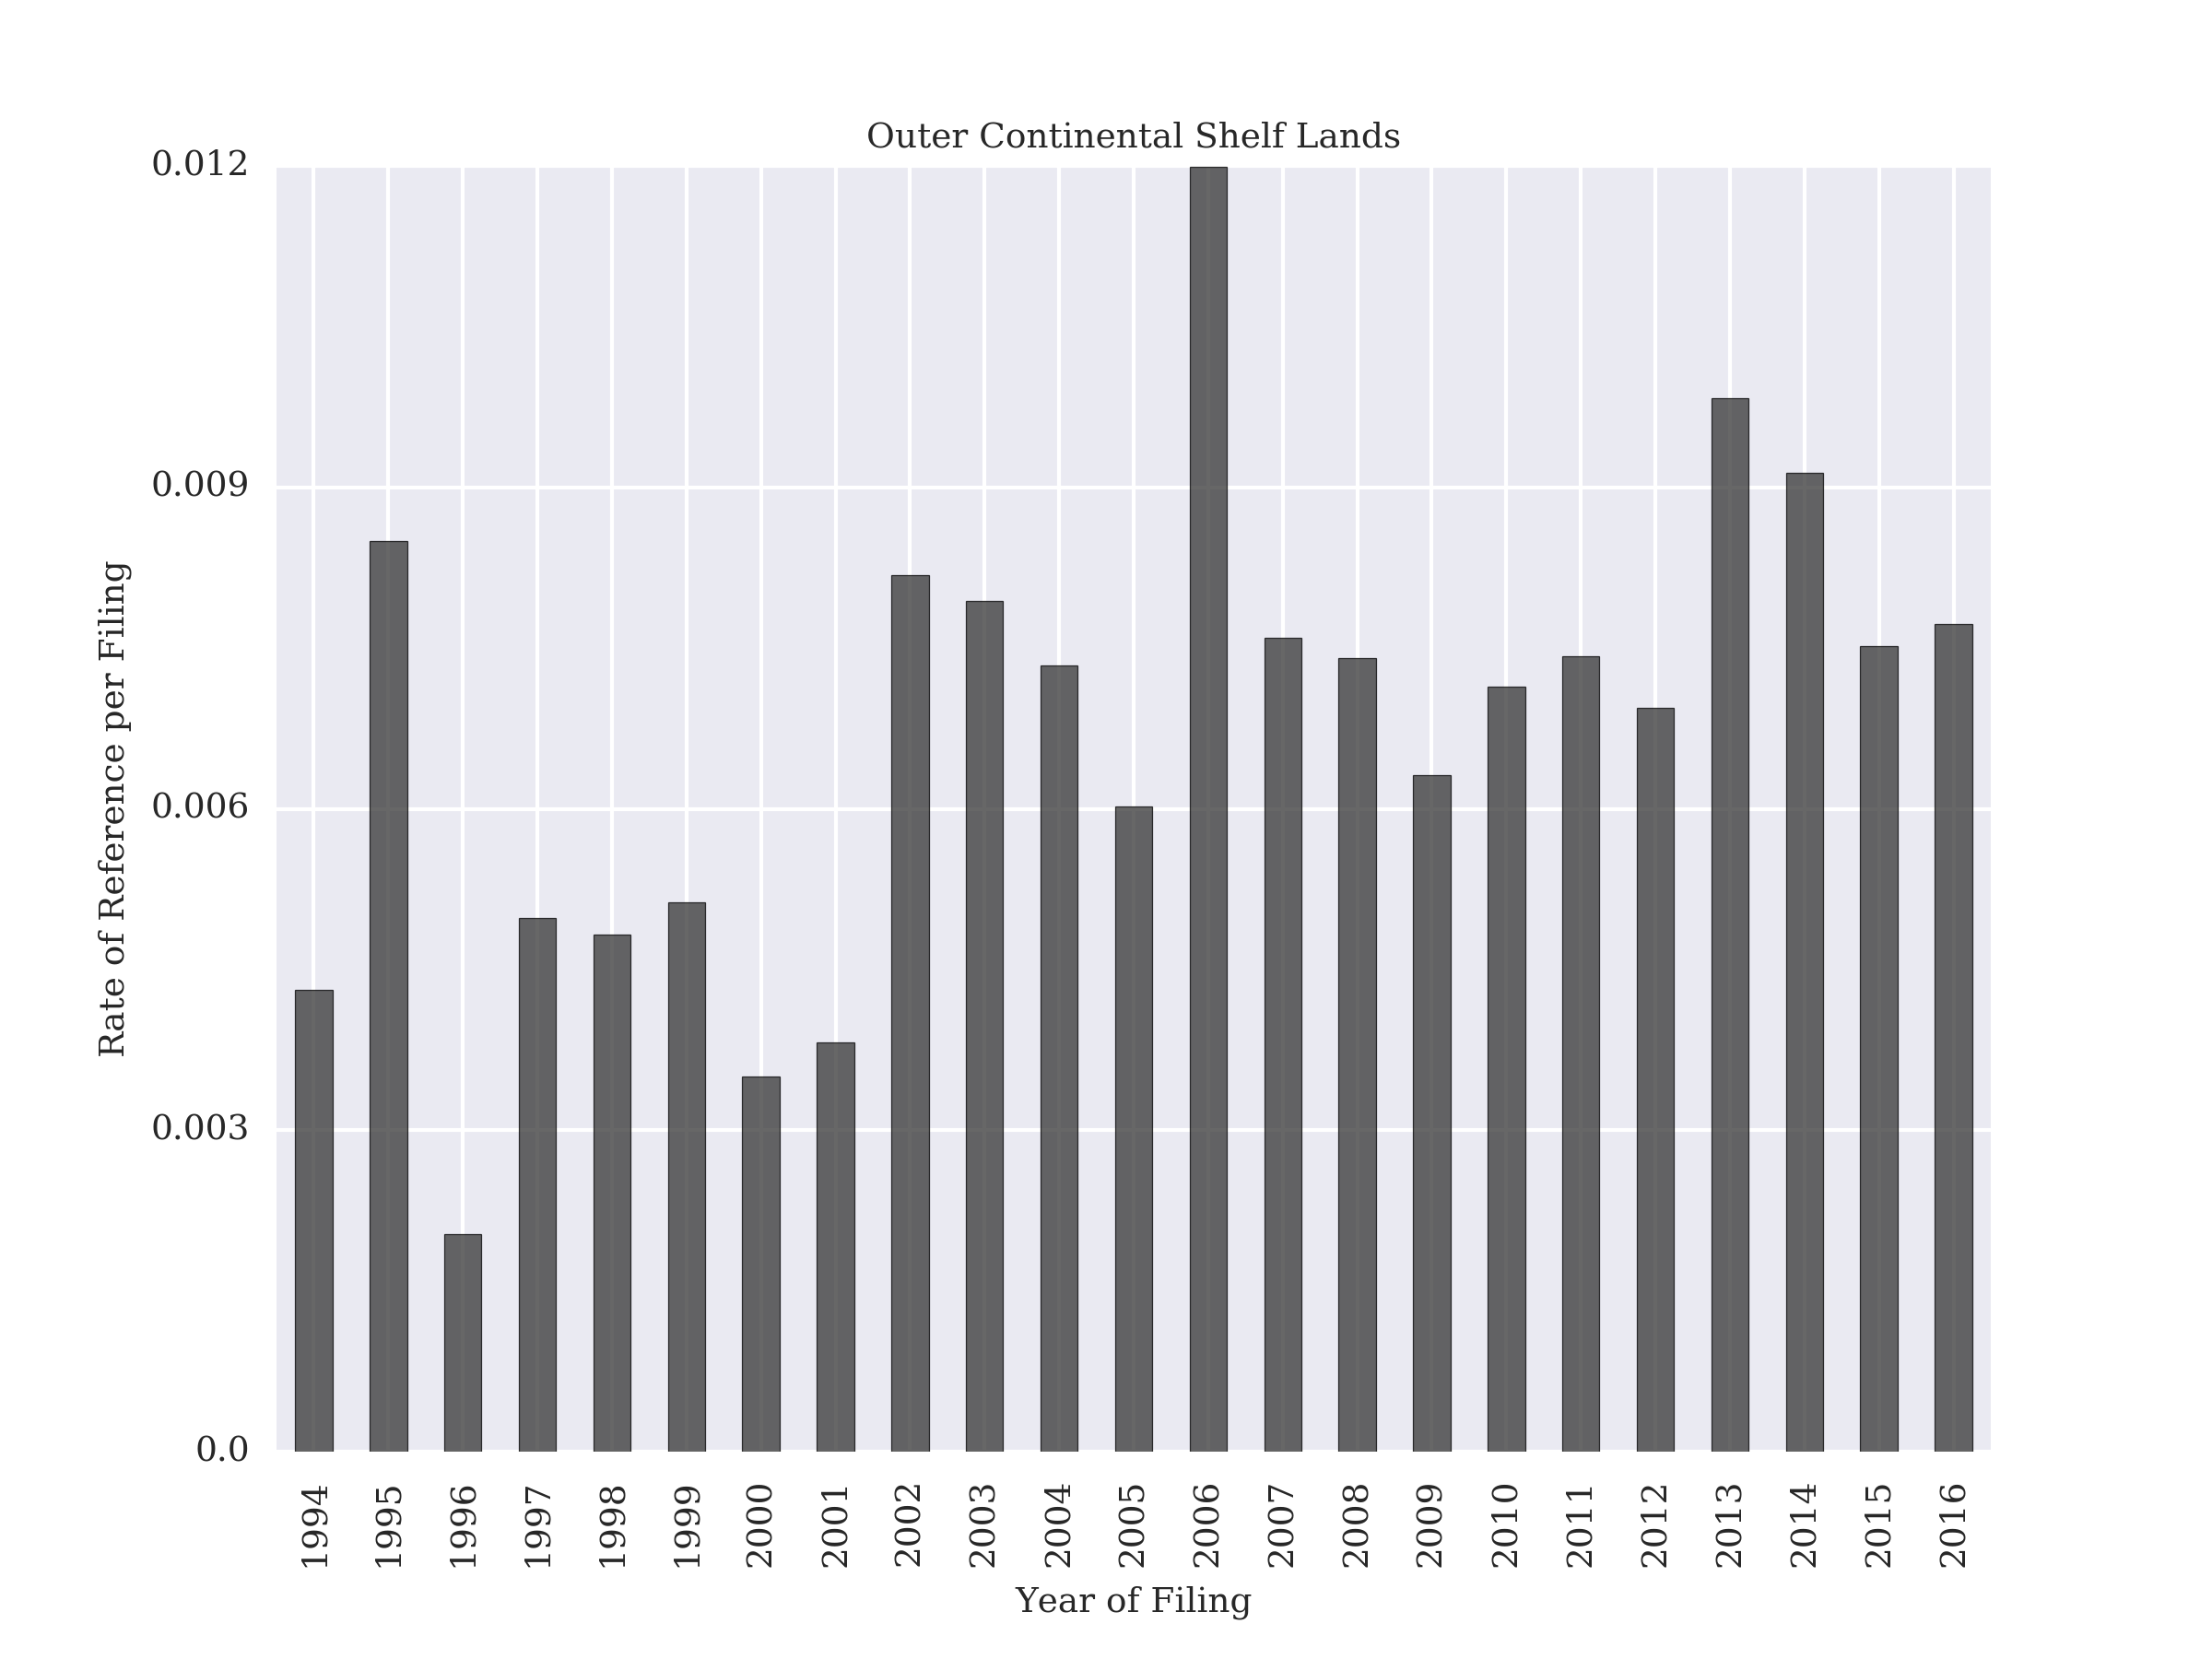 Outer Continental Shelf Lands
0.012
0.009
0.006
0.003
0.0
Rate of Reference per Filing
1994 1995 1996 1997 1998 1999 2000 2001 2002 2003 2004 2005 2006 2007 2008 2009 2010 2011 2012 2013 2014 2015 2016
Year of Filing